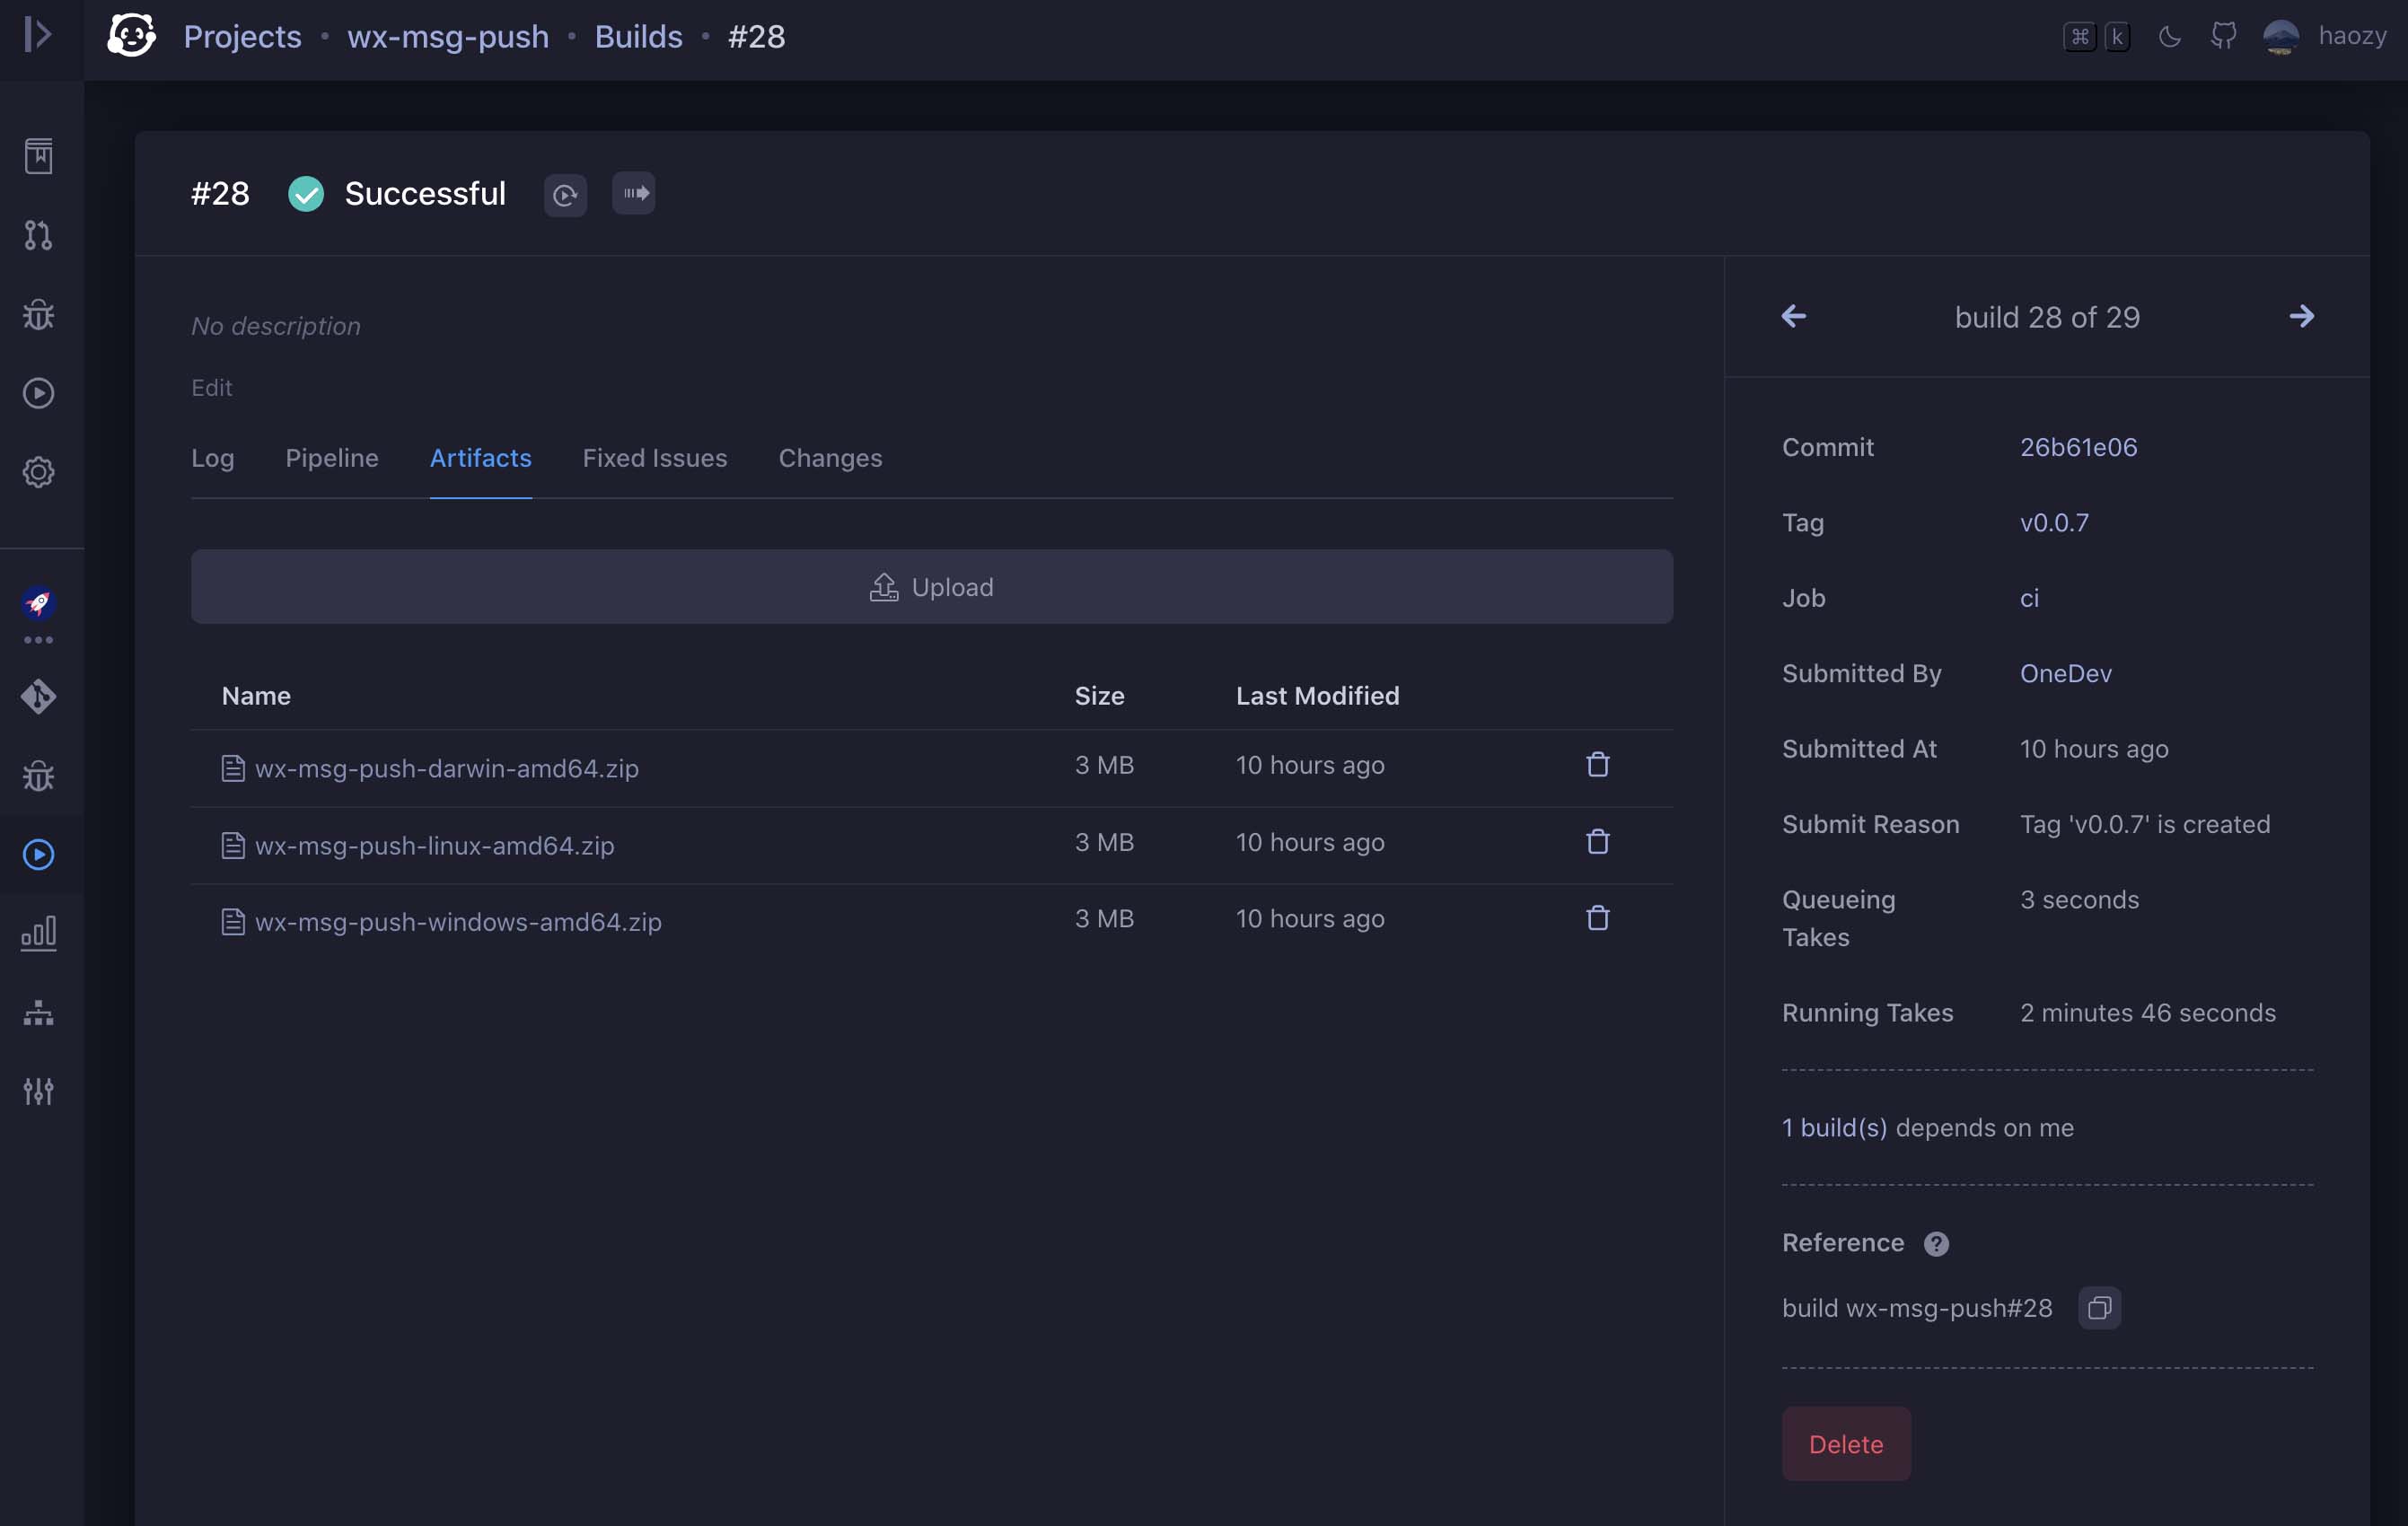 Projects • wx-msg-push • Builds • #28
⌘ k haozy
#28 Successful
No description
Edit
Log Pipeline Artifacts Fixed Issues Changes
Upload
Name Size Last Modified
wx-msg-push-darwin-amd64.zip 3 MB 10 hours ago
wx-msg-push-linux-amd64.zip 3 MB 10 hours ago
wx-msg-push-windows-amd64.zip 3 MB 10 hours ago
build 28 of 29
Commit 26b61e06
Tag v0.0.7
Job ci
Submitted By OneDev
Submitted At 10 hours ago
Submit Reason Tag 'v0.0.7' is created
Queueing 3 seconds
Takes
Running Takes 2 minutes 46 seconds
1 build(s) depends on me
Reference ?
build wx-msg-push#28
Delete